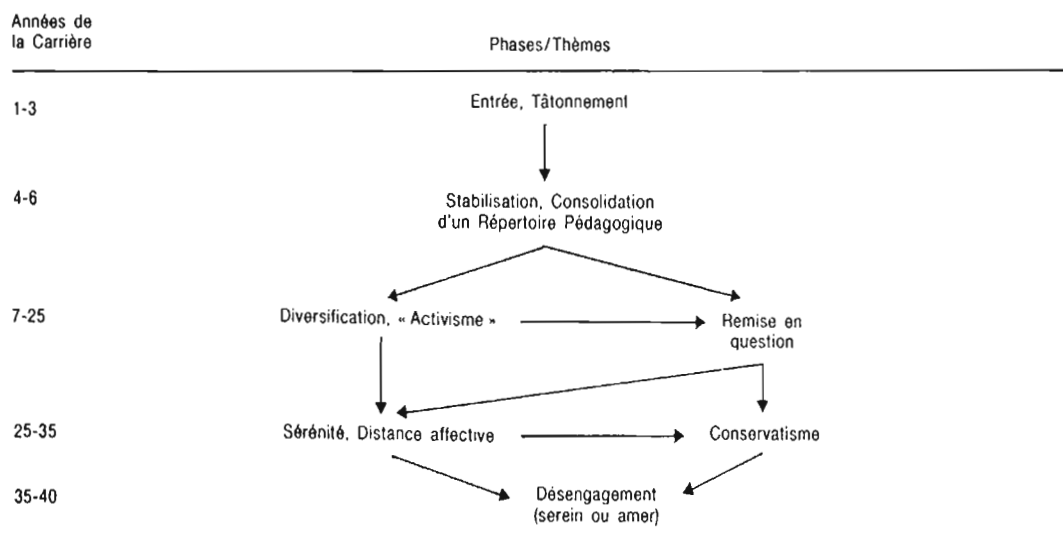 Années de
la Carrière
Phases/Thèmes
1-3
Entrée, Tâtonnement
4-6
Stabilisation, Consolidation
d'un Répertoire Pédagogique
7-25
Diversification, « Activisme »
Remise en
question
25-35
Sérénité, Distance affective
Conservatisme
35-40
Désengagement
(serein ou amer)